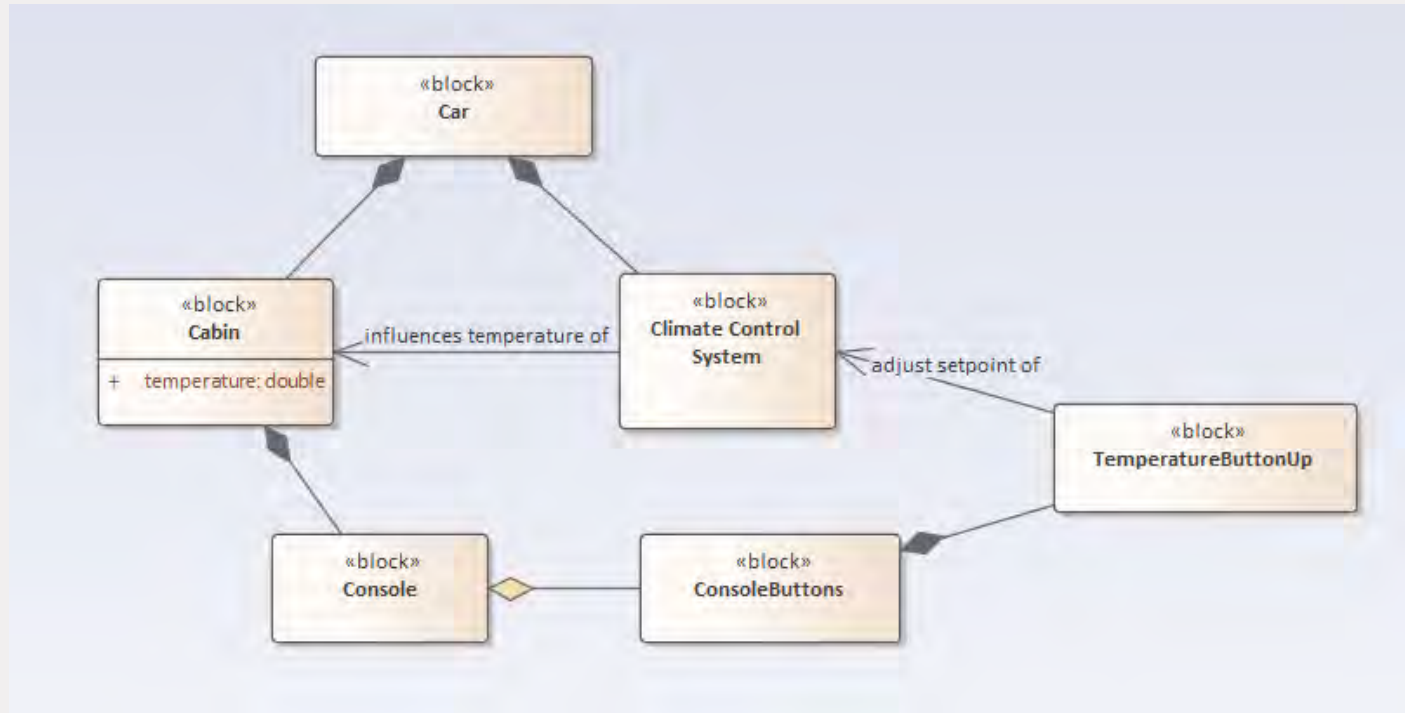 «block»
Car
«block»
Cabin
+ temperature: double
influences temperature of
«block»
Climate Control
System
adjust setpoint of
«block»
TemperatureButtonUp
«block»
Console
«block»
ConsoleButtons